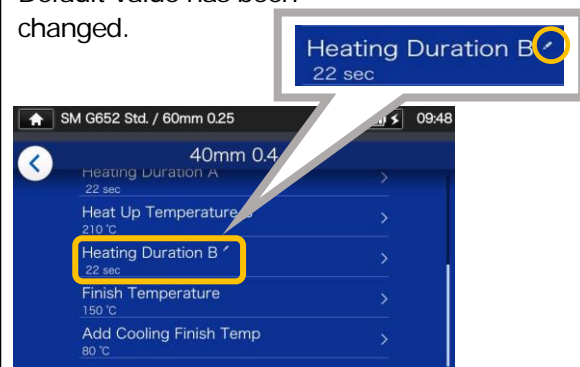 changed.
Heating Duration B
22 sec
SM G652 Std. / 60mm 0.25
09:48
40mm 0.4
Heating Duration A
22 sec
Heat Up Temperature
210 ℃
Heating Duration B
22 sec
Finish Temperature
150 ℃
Add Cooling Finish Temp
80 ℃